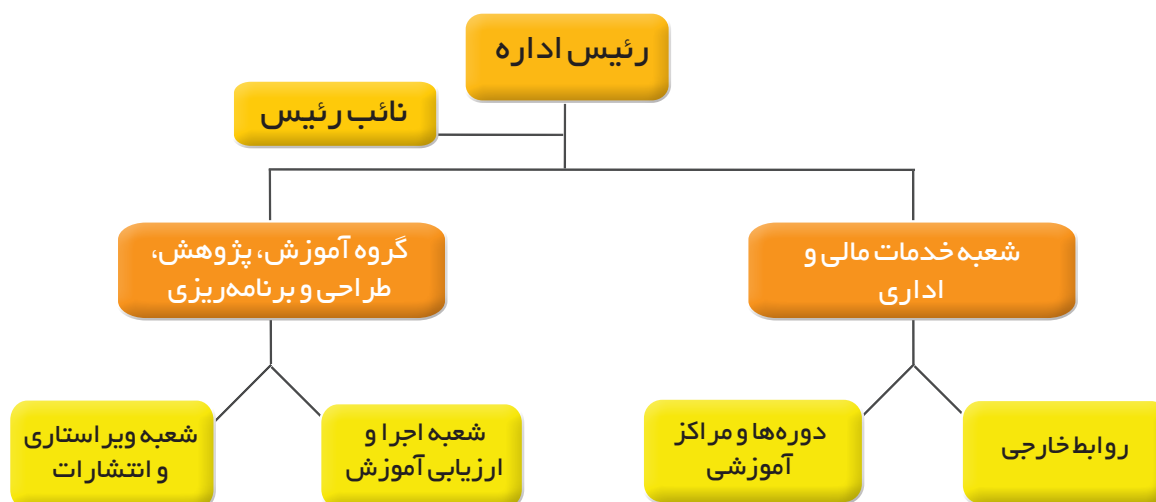 رئیس اداره
نائب رئیس
شعبه خدمات مالی و
اداری
گروه آموزش، پژوهش،
طراحی و برنامه‌ریزی
روابط خارجی
دوره‌ها و مراکز
آموزشی
شعبه اجرا و
ارزیابی آموزش
شعبه ویراستاری
و انتشارات